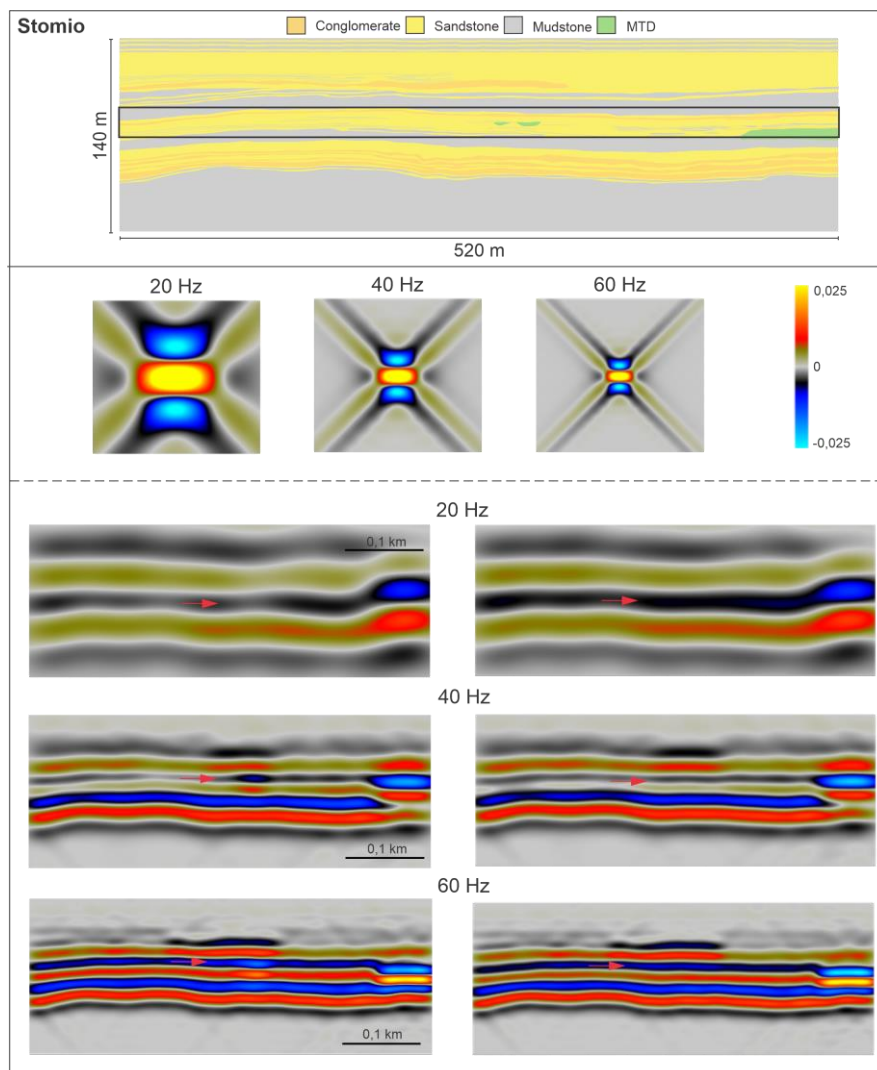 Stomio
Conglomerate Sandstone Mudstone MTD
140 m
520 m
20 Hz 40 Hz 60 Hz
0,025
0
-0,025
20 Hz
0,1 km
40 Hz
0,1 km
60 Hz
0,1 km